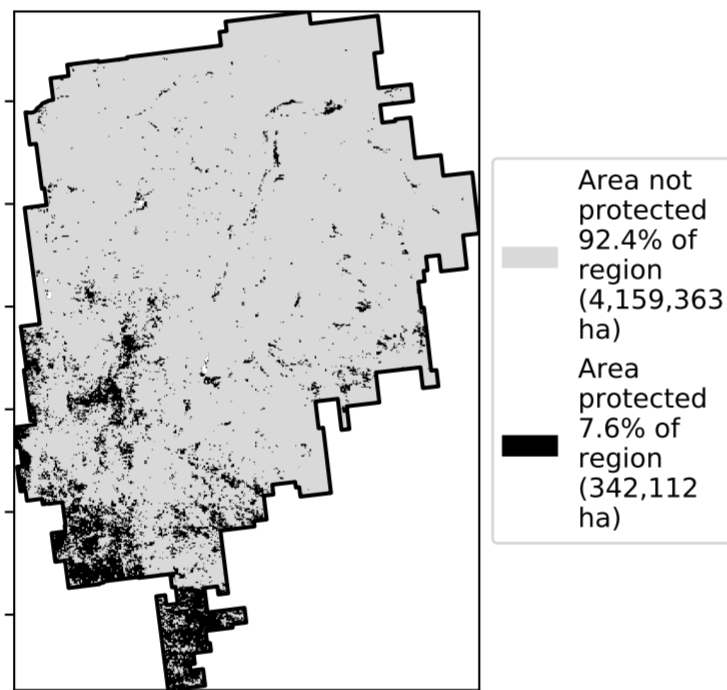 Area not
protected
92.4% of
region
(4,159,363
ha)
Area
protected
7.6% of
region
(342,112
ha)